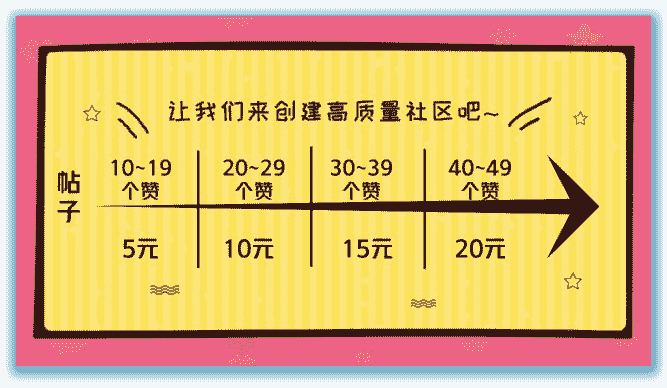 让我们来创建高质量社区吧~
帖子
10~19 20~29 30~39 40~49
个赞 个赞 个赞 个赞
5元 10元 15元 20元